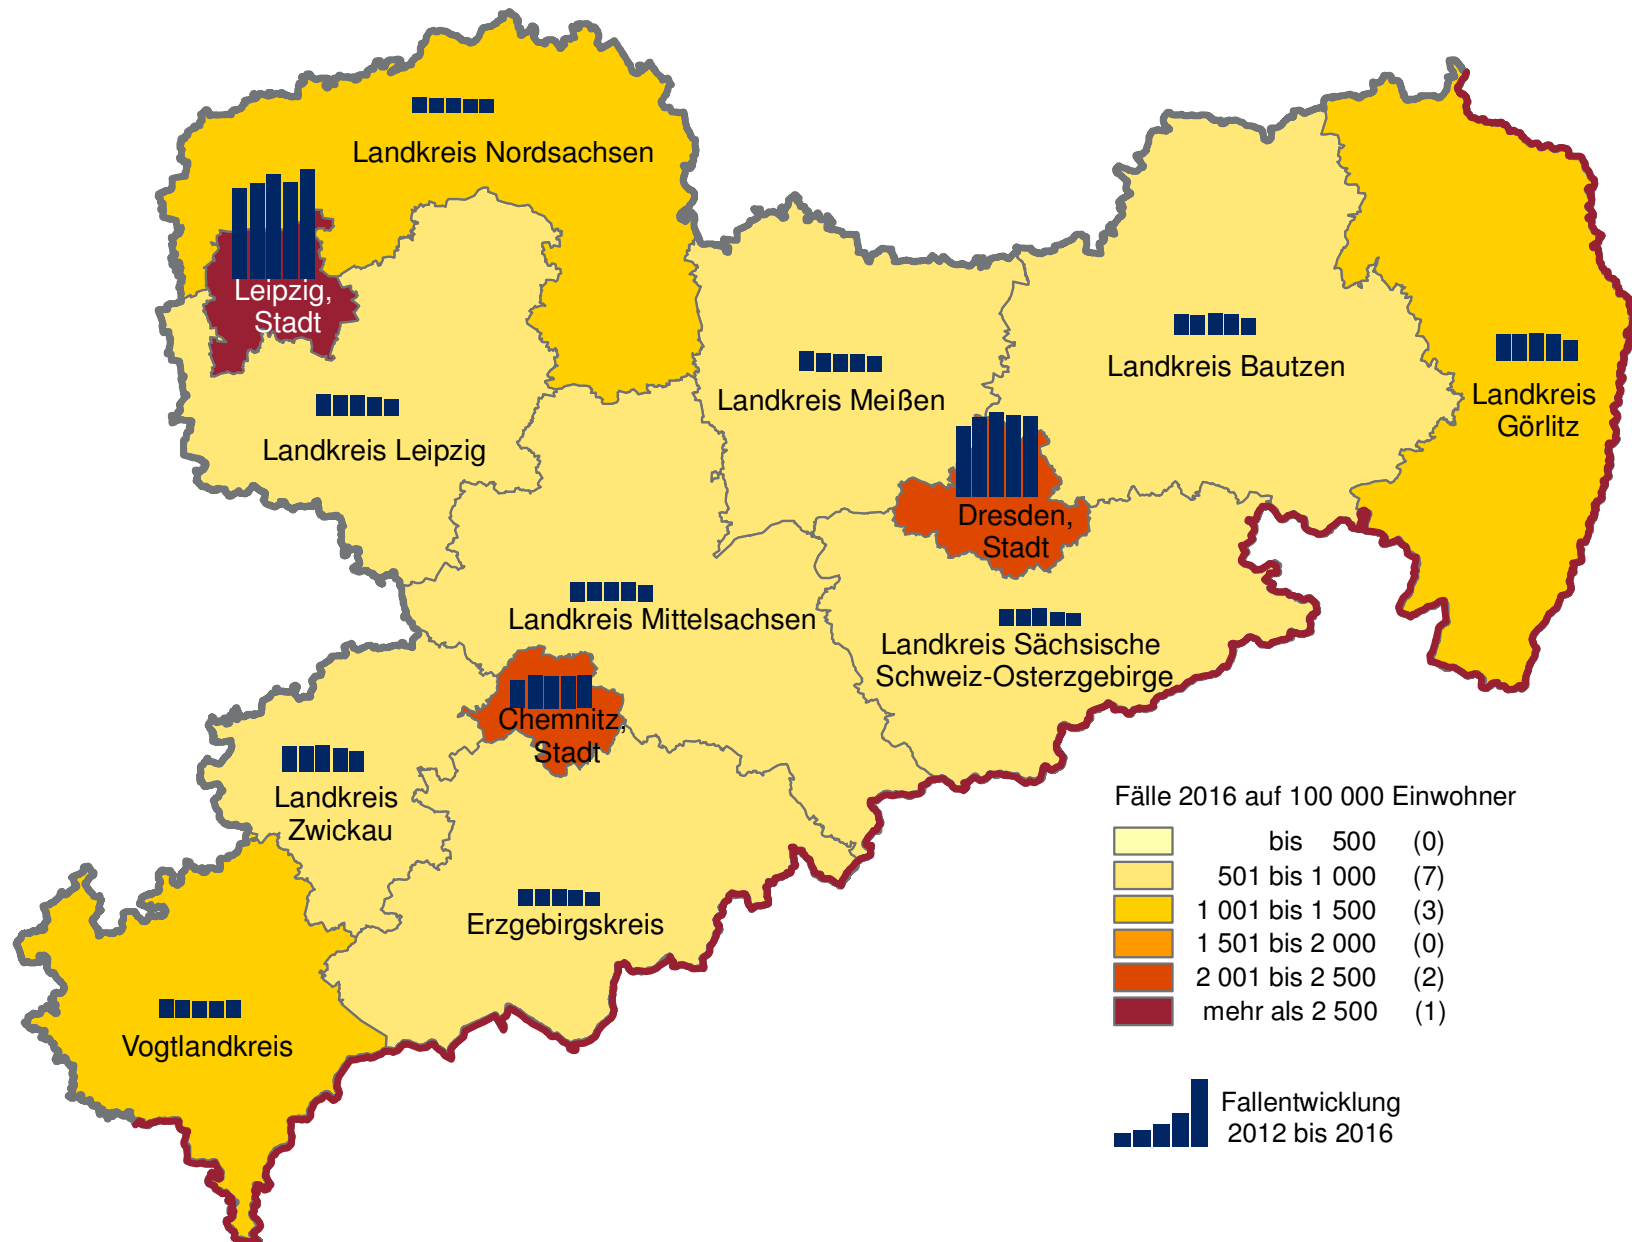 Landkreis Nordsachsen
Leipzig,
Stadt
Landkreis Leipzig
Landkreis Meißen
Landkreis Bautzen
Landkreis
Görlitz
Dresden,
Stadt
Landkreis Mittelsachsen
Landkreis Sächsische
Schweiz-Osterzgebirge
Chemnitz,
Stadt
Landkreis
Zwickau
Erzgebirgskreis
Vogtlandkreis
Fälle 2016 auf 100 000 Einwohner
bis 500 (0)
501 bis 1 000 (7)
1 001 bis 1 500 (3)
1 501 bis 2 000 (0)
2 001 bis 2 500 (2)
mehr als 2 500 (1)
Fallentwicklung
2012 bis 2016